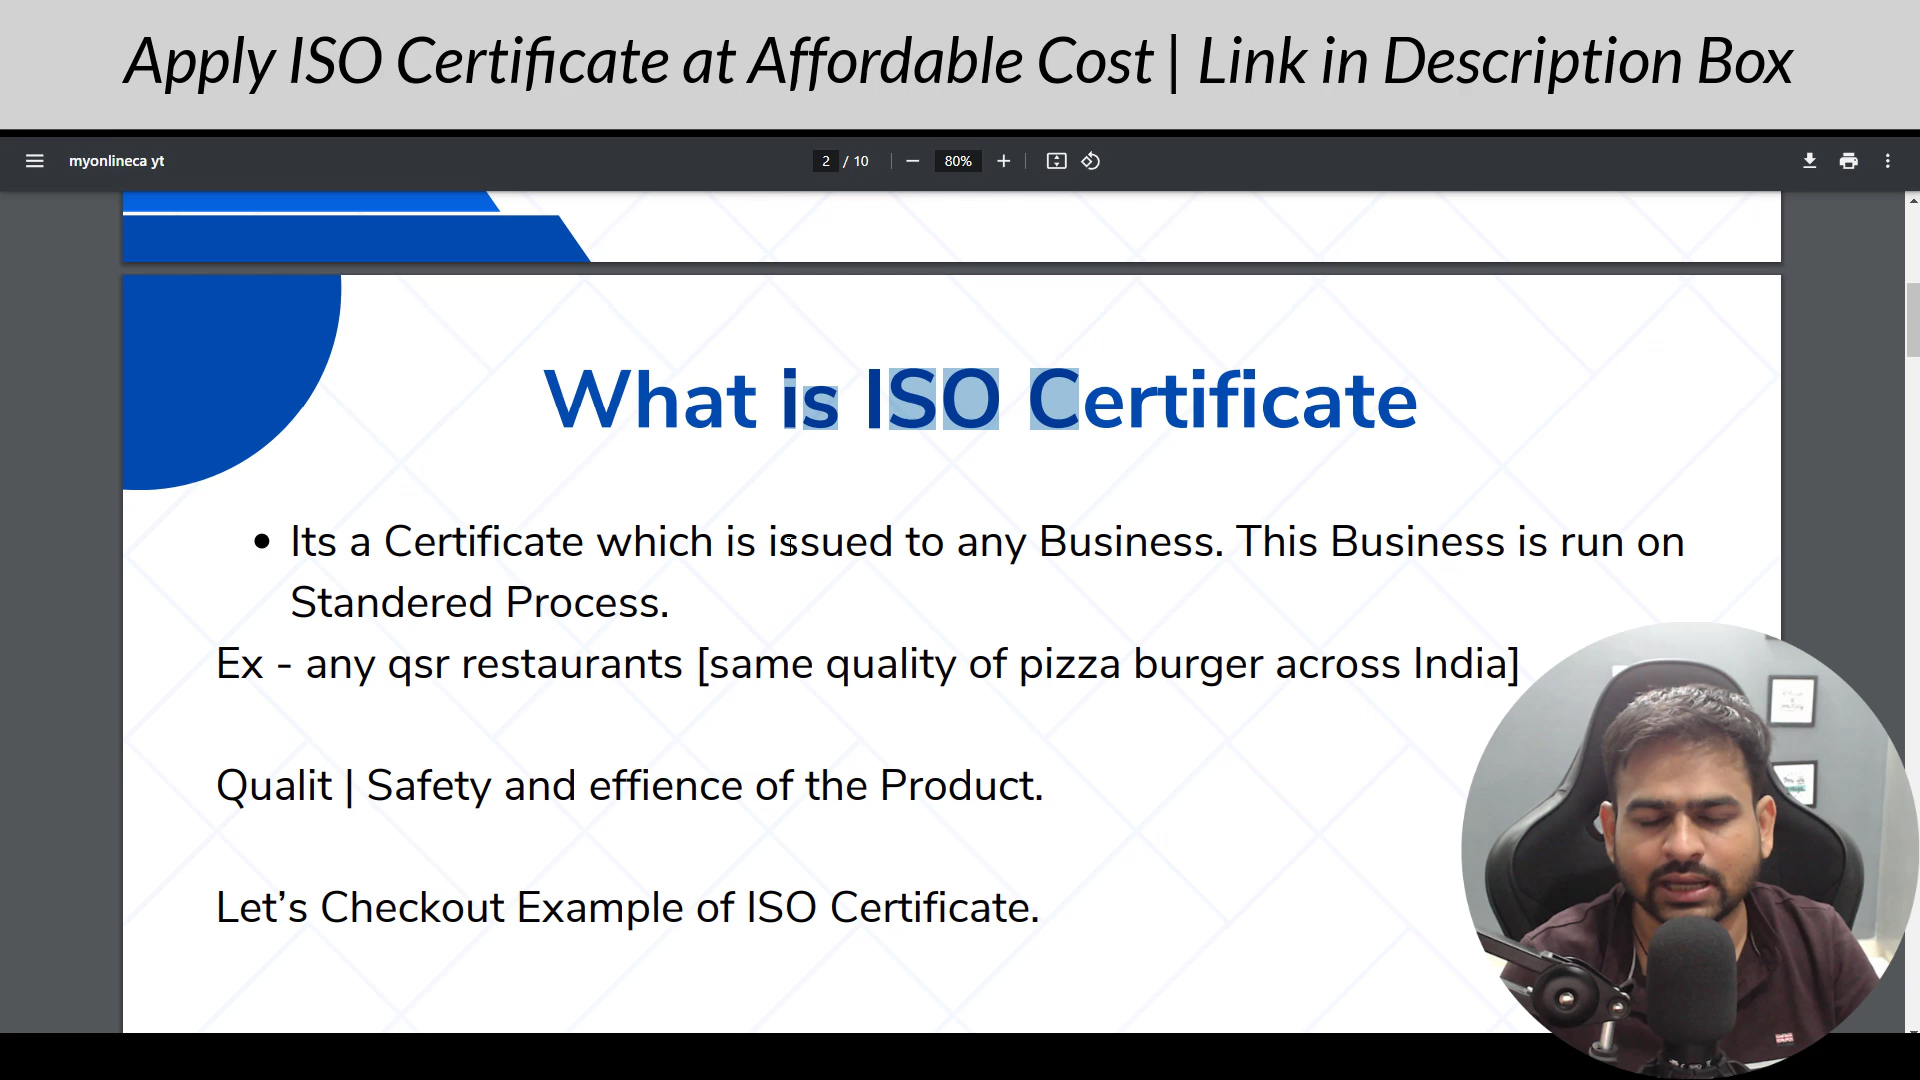 Apply ISO Certificate at Affordable Cost | Link in Description Box
myonlineca yt
2 / 10
80%
What is ISO Certificate
Its a Certificate which is issued to any Business. This Business is run on
Standered Process.
Ex - any qsr restaurants [same quality of pizza burger across India]
Qualit | Safety and effience of the Product.
Let's Checkout Example of ISO Certificate.